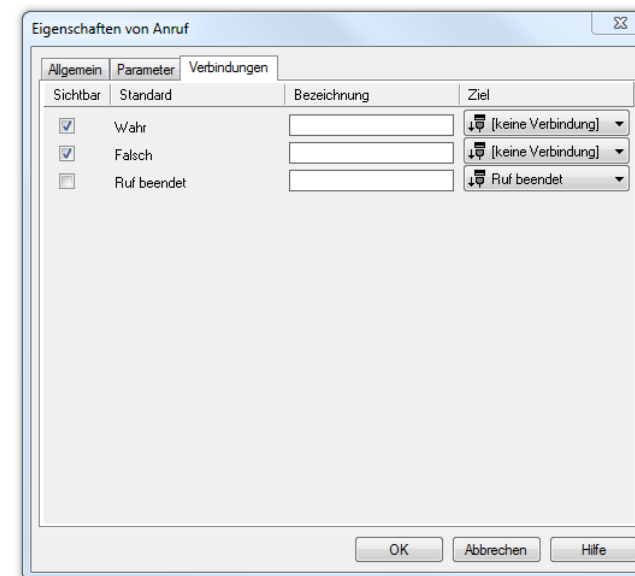 Eigenschaften von Anruf
Allgemein Parameter Verbindungen
Sichtbar Standard Bezeichnung Ziel
Wahr [keine Verbindung]
Falsch [keine Verbindung]
Ruf beendet Ruf beendet
OK Abbrechen Hilfe